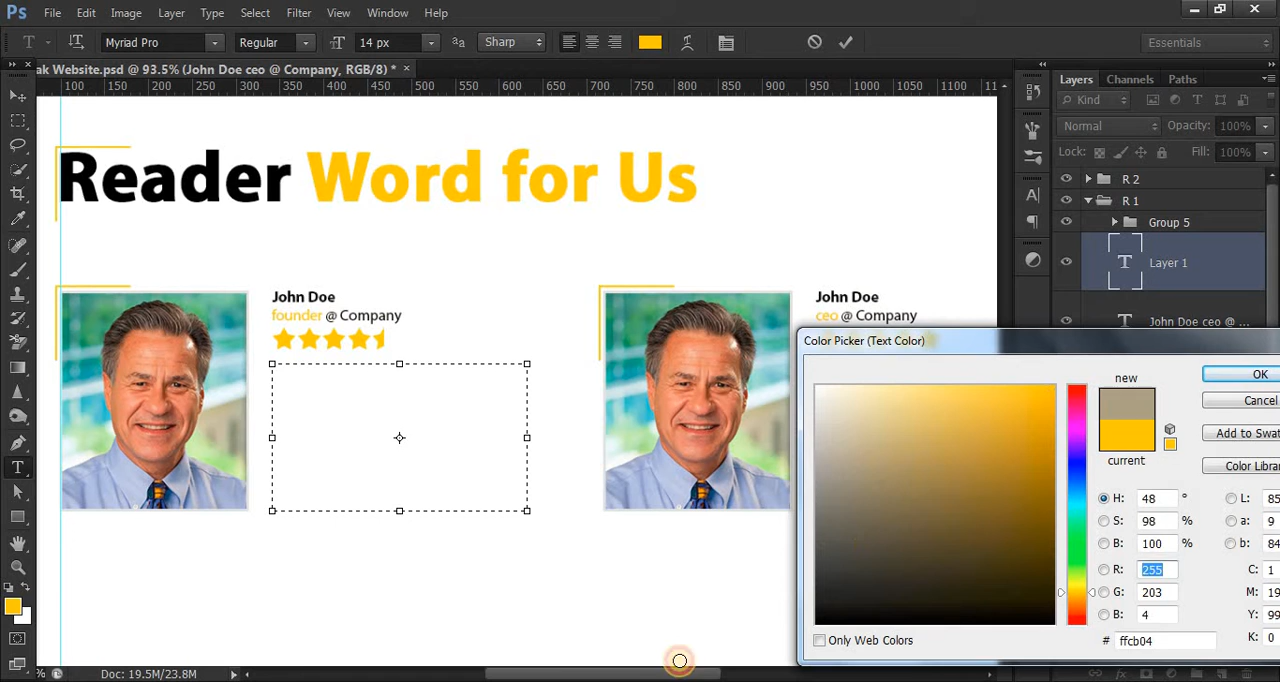 Ps File Edit Image Layer Type Select Filter View Window Help
T Myriad Pro Regular 14 px Sharp Essentials
ak Website.psd @ 93.5% (John Doe ceo @ Company, RGB/8) * ×
100 150 200 250 300 350 400 450 500 550 600 650 700 750 800 850 900 950 1000 1050 1100 11
Layers Channels Paths
Kind
Normal Opacity: 100%
Lock: Fill: 100%
R 2
R 1
Group 5
T Layer 1
T John Doe ceo @ ...
Reader Word for Us
John Doe
founder @ Company
John Doe
ceo @ Company
Color Picker (Text Color)
new
current
OK
Cancel
Add to Swat
Color Librar
H: 48 °
S: 98 %
B: 100 %
R: 255
G: 203
B: 4
L: 85
a: 9
b: 84
C: 1
M: 19
Y: 99
K: 0
# ffcb04
Only Web Colors
% Doc: 19.5M/23.8M